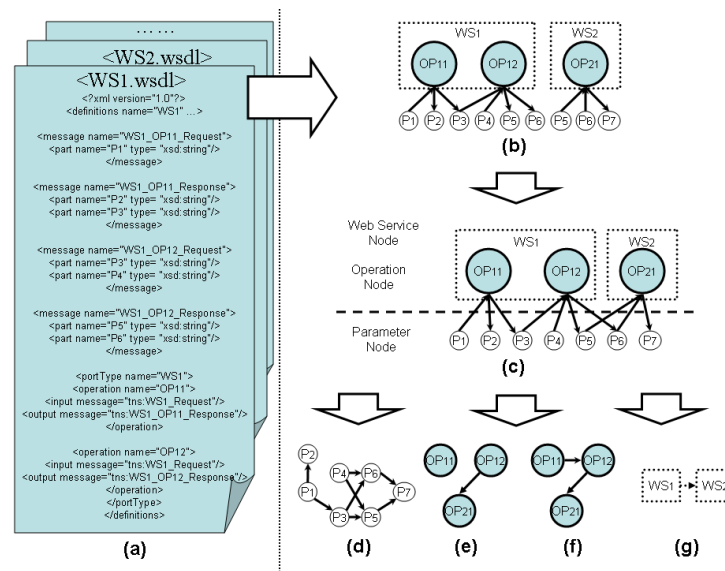 ... ...
<WS2.wsdl>
<WS1.wsdl>
<?xml version="1.0"?>
<definitions name="WS1" ...>
<message name="WS1_OP11_Request">
<part name="P1" type= "xsd:string"/>
</message>
<message name="WS1_OP11_Response">
<part name="P2" type= "xsd:string"/>
<part name="P3" type= "xsd:string"/>
</message>
<message name="WS1_OP12_Request">
<part name="P3" type= "xsd:string"/>
<part name="P4" type= "xsd:string"/>
</message>
<message name="WS1_OP12_Response">
<part name="P5" type= "xsd:string"/>
<part name="P6" type= "xsd:string"/>
</message>
<portType name="WS1">
<operation name="OP11">
<input message="tns:WS1_Request"/>
<output message="tns:WS1_OP11_Response"/>
</operation>
<operation name="OP12">
<input message="tns:WS1_Request"/>
<output message="tns:WS1_OP12_Response"/>
</operation>
</portType>
</definitions>
(a)
WS1 WS2
OP11 OP12 OP21
P1 P2 P3 P4 P5 P6 P5 P6 P7
(b)
Web Service
Node
WS1 WS2
Operation
Node
OP11 OP12 OP21
Parameter
Node
P1 P2 P3 P4 P5 P6 P7
(c)
P2 P4 P6 P1 P7 P3 P5
(d)
OP11 OP12
OP21
(e)
OP11 OP12
OP21
(f)
WS1 WS2
(g)